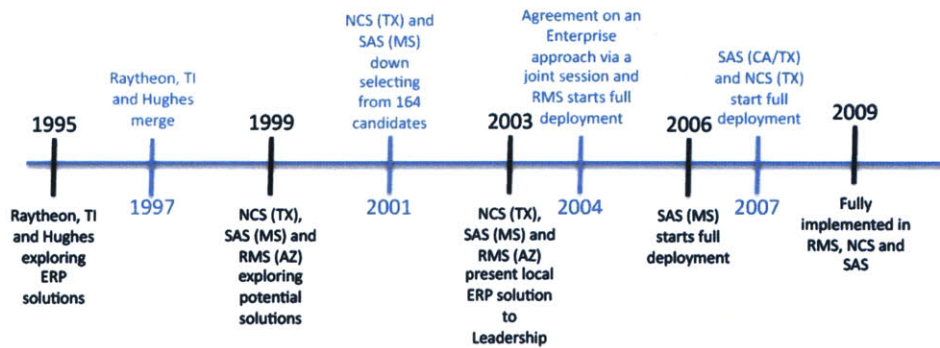 1995
Raytheon, TI
and Hughes
exploring
ERP
solutions
Raytheon, TI
and Hughes
merge
1997
1999
NCS (TX),
SAS (MS) and
RMS (AZ)
exploring
potential
solutions
NCS (TX) and
SAS (MS)
down
selecting
from 164
candidates
2001
2003
NCS (TX),
SAS (MS) and
RMS (AZ)
present local
ERP solution
to
Leadership
Agreement on an
Enterprise
approach via a
joint session and
RMS starts full
deployment
2004
2006
SAS (MS)
starts full
deployment
SAS (CA/TX)
and NCS (TX)
start full
deployment
2007
2009
Fully
implemented in
RMS, NCS and
SAS